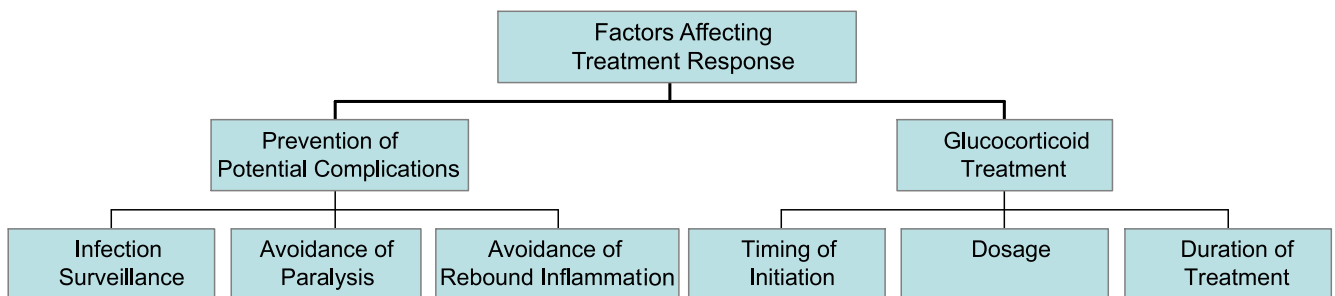 Factors Affecting
Treatment Response
Prevention of
Potential Complications
Glucocorticoid
Treatment
Infection
Surveillance
Avoidance of
Paralysis
Avoidance of
Rebound Inflammation
Timing of
Initiation
Dosage
Duration of
Treatment